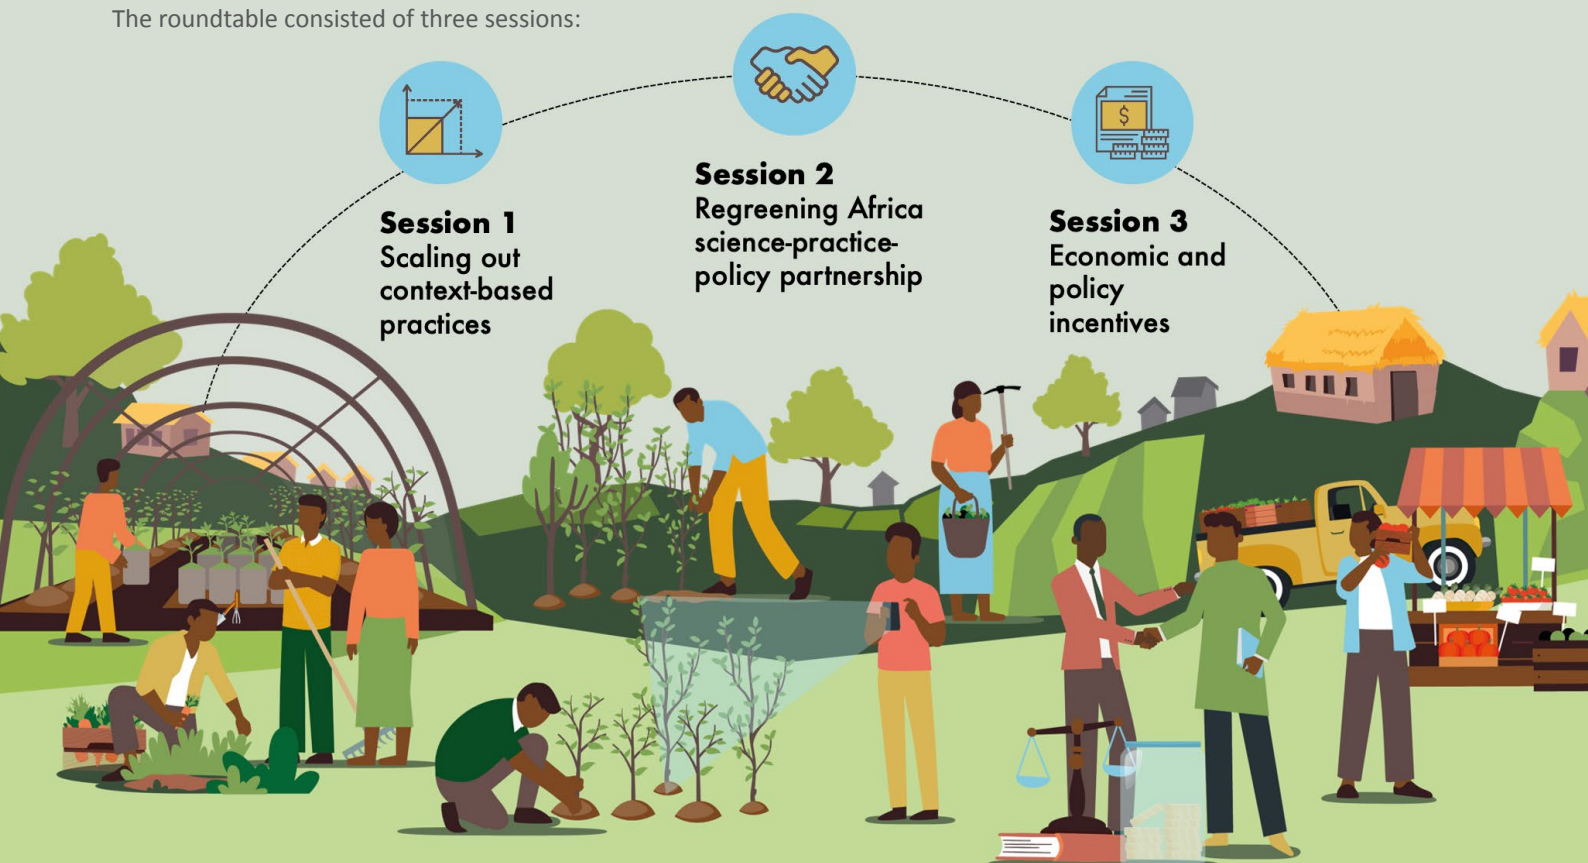 The roundtable consisted of three sessions:
$
Session 1
Scaling out
context-based
practices
Session 2
Regreening Africa
science-practice-
policy partnership
Session 3
Economic and
policy
incentives